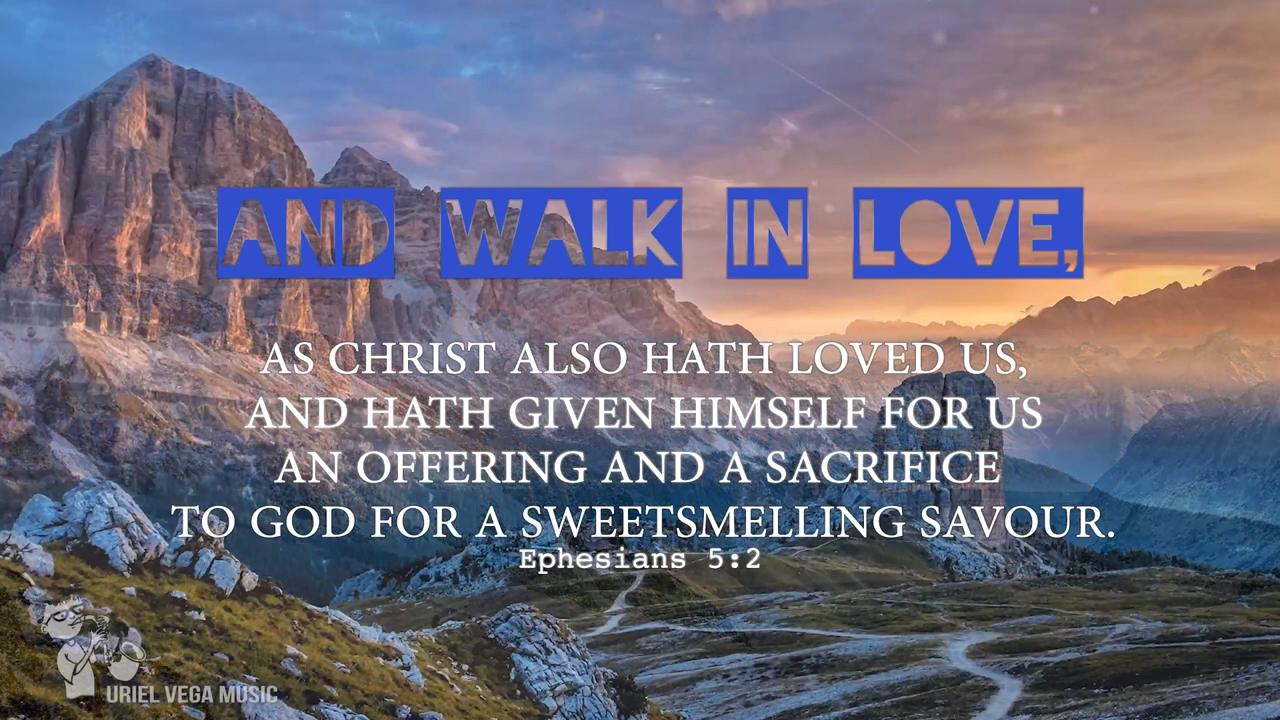 AND WALK IN LOVE,
AS CHRIST ALSO HATH LOVED US,
AND HATH GIVEN HIMSELF FOR US
AN OFFERING AND A SACRIFICE
TO GOD FOR A SWEETSMELLING SAVOUR.
Ephesians 5:2
URIEL VEGA MUSIC